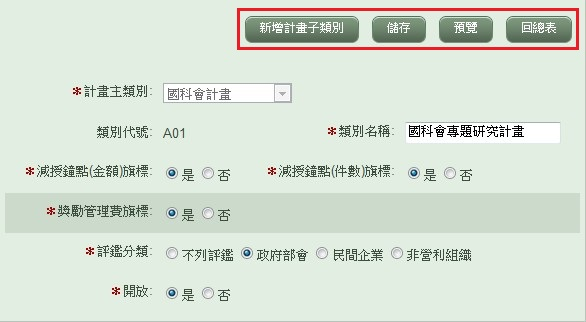 新增計畫子類別 儲存 預覽 回總表
*計畫主類別: 國科會計畫
類別代號: A01 *類別名稱: 國科會專題研究計畫
*減授鐘點(金額)旗標: 是 否 *減授鐘點(件數)旗標: 是 否
*獎勵管理費旗標: 是 否
*評鑑分類: 不列評鑑 政府部會 民間企業 非營利組織
*開放: 是 否